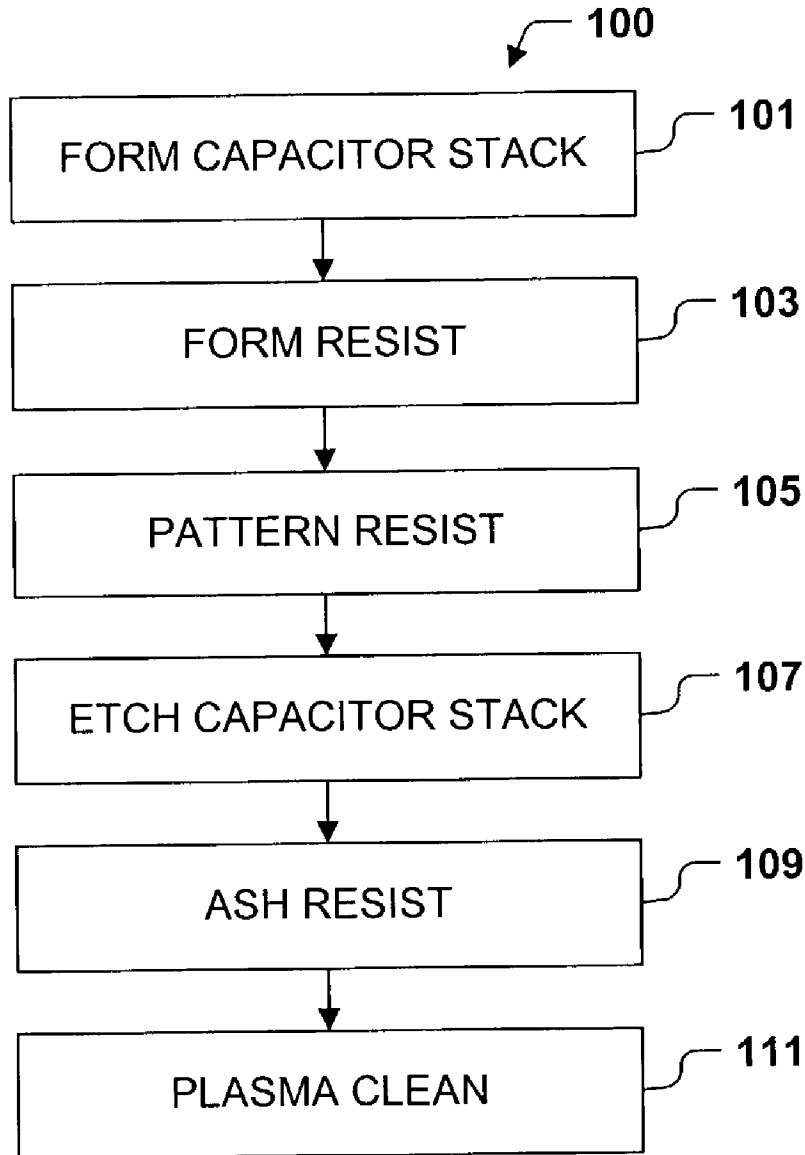 100
FORM CAPACITOR STACK
101
FORM RESIST
103
PATTERN RESIST
105
ETCH CAPACITOR STACK
107
ASH RESIST
109
PLASMA CLEAN
111